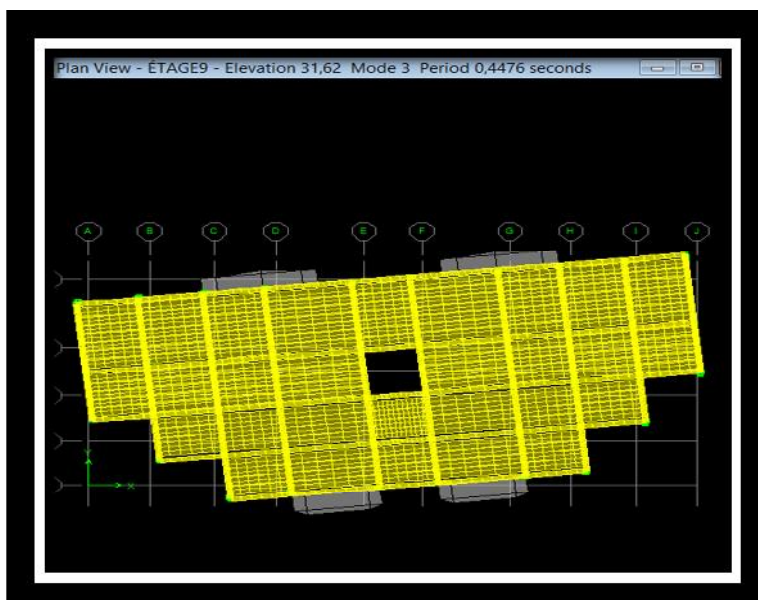 Plan View - ÉTAGE9 - Elevation 31,62 Mode 3 Period 0,4476 seconds
A B C D E F G H I J
Y
X